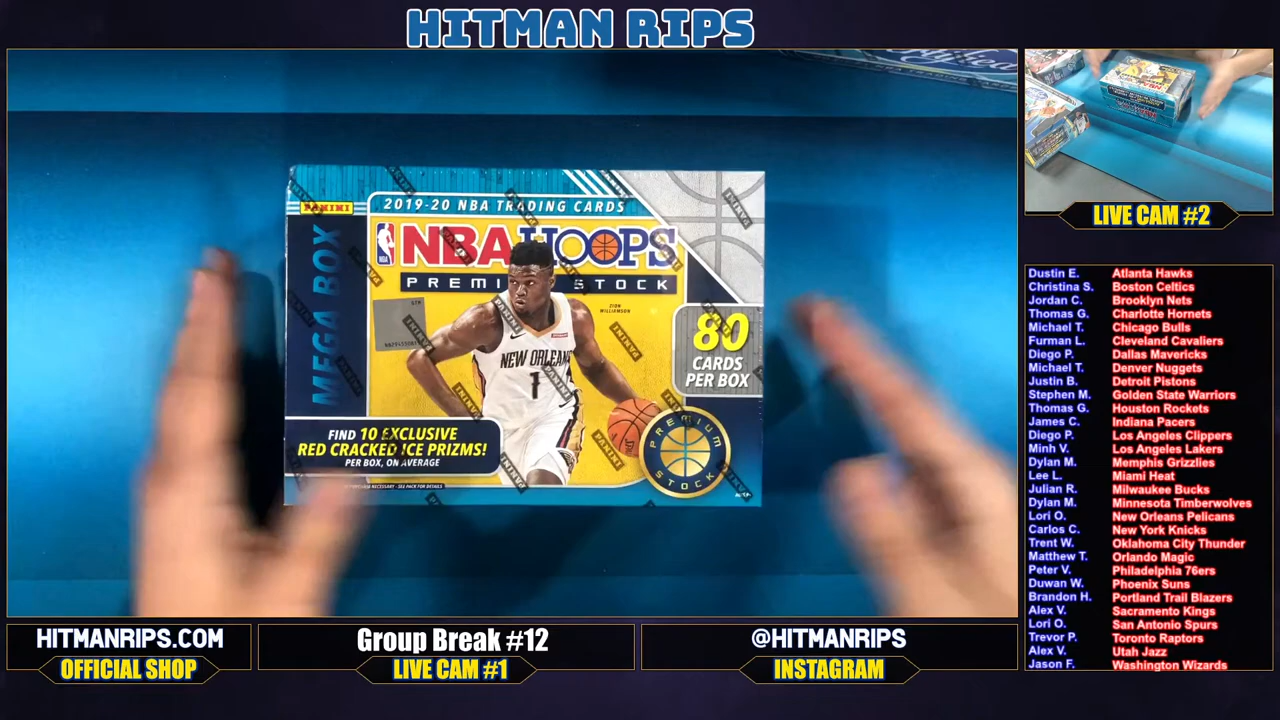 HITMAN RIPS
Certified
PANINI
2019-20 NBA TRADING CARDS
NBA HOOPS
PREMIUM STOCK
MEGA BOX
ZION
WILLIAMSON
NEW ORLEANS
1
80
CARDS
PER BOX
FIND 10 EXCLUSIVE
RED CRACKED ICE PRIZMS!
PER BOX, ON AVERAGE
PREMIUM
STOCK
LIVE CAM #2
Dustin E. Atlanta Hawks
Christina S. Boston Celtics
Jordan C. Brooklyn Nets
Thomas G. Charlotte Hornets
Michael T. Chicago Bulls
Furman L. Cleveland Cavaliers
Diego P. Dallas Mavericks
Michael T. Denver Nuggets
Justin B. Detroit Pistons
Stephen M. Golden State Warriors
Thomas G. Houston Rockets
James C. Indiana Pacers
Diego P. Los Angeles Clippers
Minh V. Los Angeles Lakers
Dylan M. Memphis Grizzlies
Lee L. Miami Heat
Julian R. Milwaukee Bucks
Dylan M. Minnesota Timberwolves
Lori O. New Orleans Pelicans
Carlos C. New York Knicks
Trent W. Oklahoma City Thunder
Matthew T. Orlando Magic
Peter V. Philadelphia 76ers
Duwan W. Phoenix Suns
Brandon H. Portland Trail Blazers
Alex V. Sacramento Kings
Lori O. San Antonio Spurs
Trevor P. Toronto Raptors
Alex V. Utah Jazz
Jason F. Washington Wizards
HITMANRIPS.COM
OFFICIAL SHOP
Group Break #12
LIVE CAM #1
@HITMANRIPS
INSTAGRAM